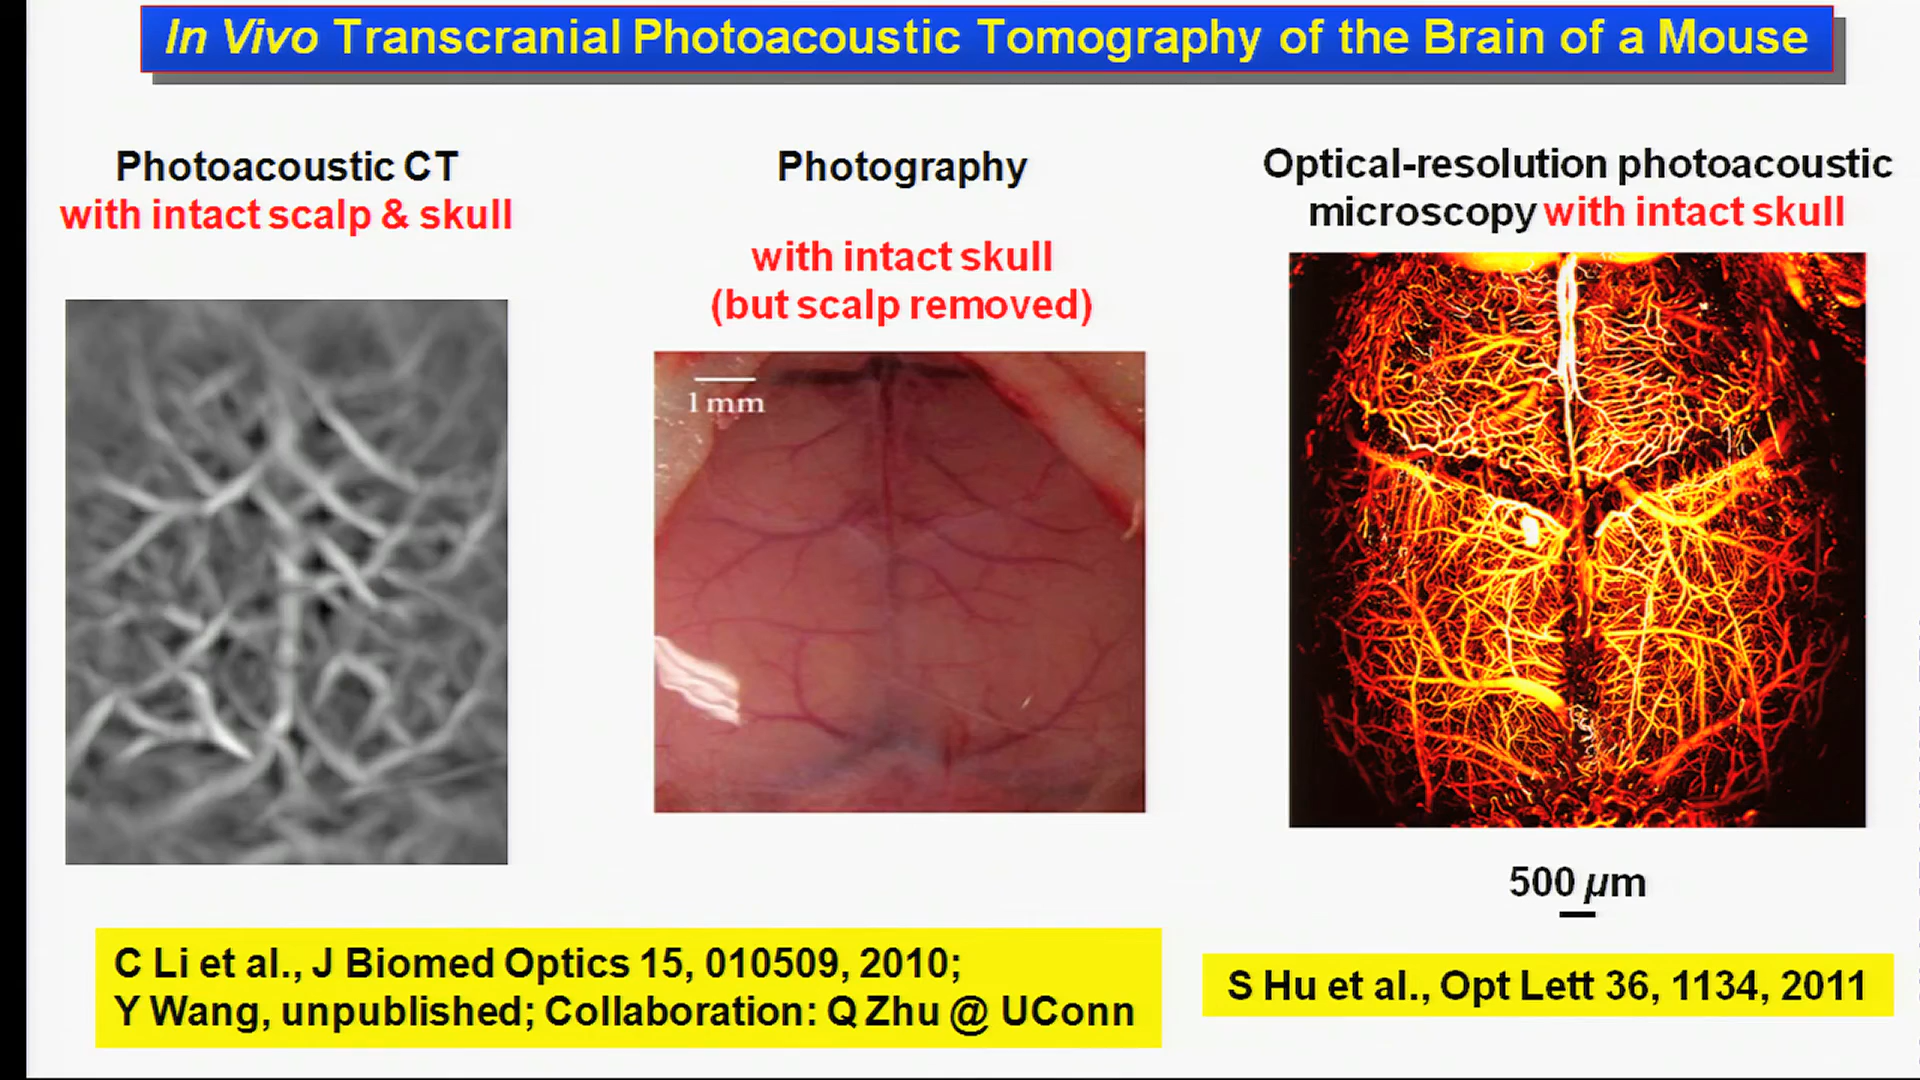 In Vivo Transcranial Photoacoustic Tomography of the Brain of a Mouse
Photoacoustic CT
with intact scalp & skull
Photography
with intact skull
(but scalp removed)
1 mm
Optical-resolution photoacoustic
microscopy with intact skull
500 µm
C Li et al., J Biomed Optics 15, 010509, 2010;
Y Wang, unpublished; Collaboration: Q Zhu @ UConn
S Hu et al., Opt Lett 36, 1134, 2011